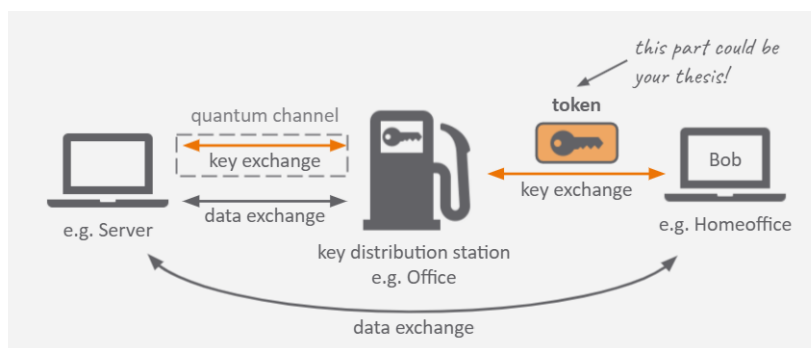 this part could be
your thesis!
quantum channel
token
key exchange
Bob
data exchange
key exchange
e.g. Server
e.g. Homeoffice
key distribution station
e.g. Office
data exchange